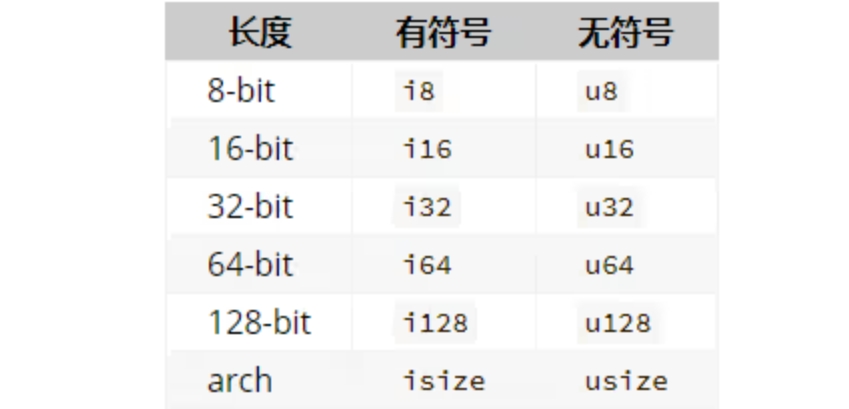 长度 有符号 无符号
8-bit i8 u8
16-bit i16 u16
32-bit i32 u32
64-bit i64 u64
128-bit i128 u128
arch isize usize